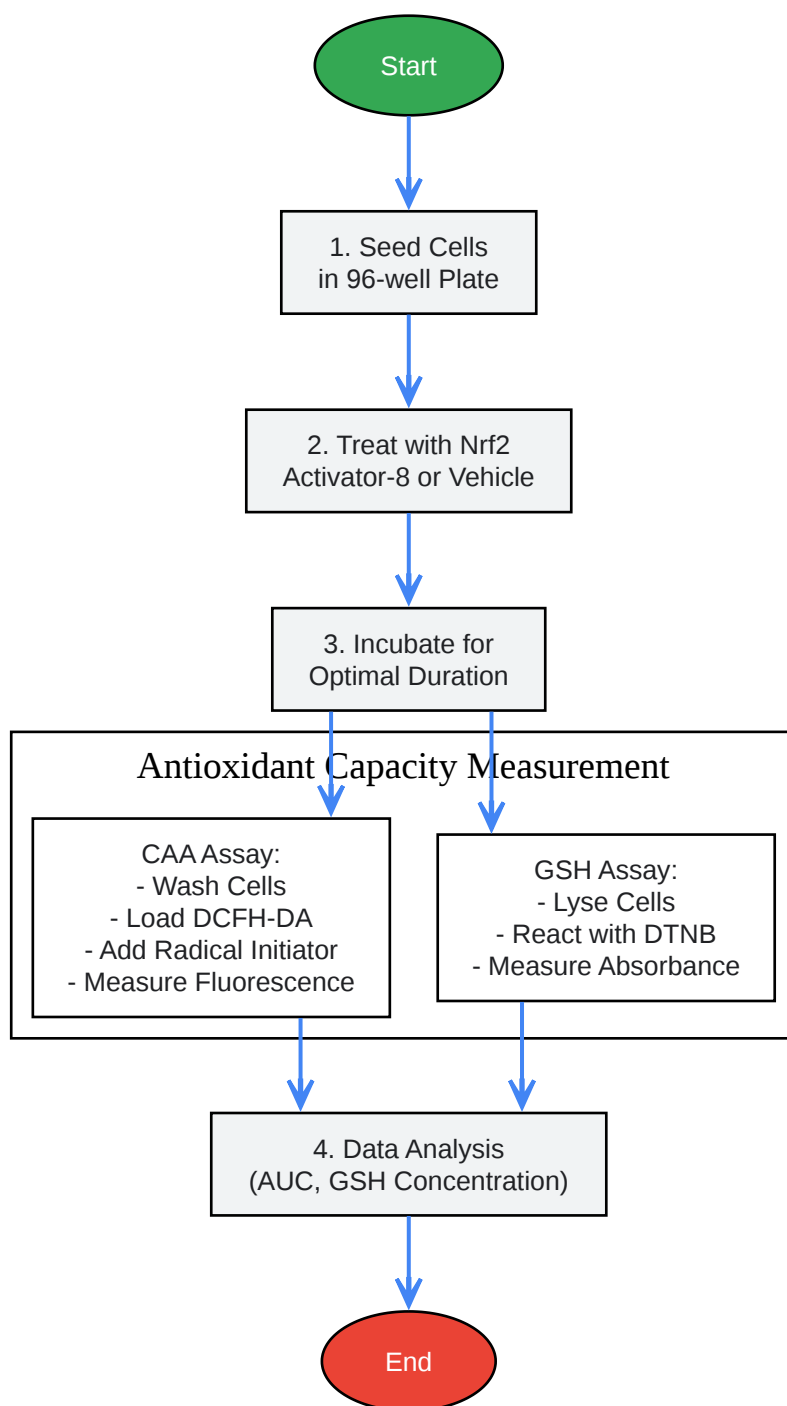 Start
1. Seed Cells
in 96-well Plate
2. Treat with Nrf2
Activator-8 or Vehicle
3. Incubate for
Optimal Duration
Antioxidant Capacity Measurement
CAA Assay:
- Wash Cells
- Load DCFH-DA
- Add Radical Initiator
- Measure Fluorescence
GSH Assay:
- Lyse Cells
- React with DTNB
- Measure Absorbance
4. Data Analysis
(AUC, GSH Concentration)
End